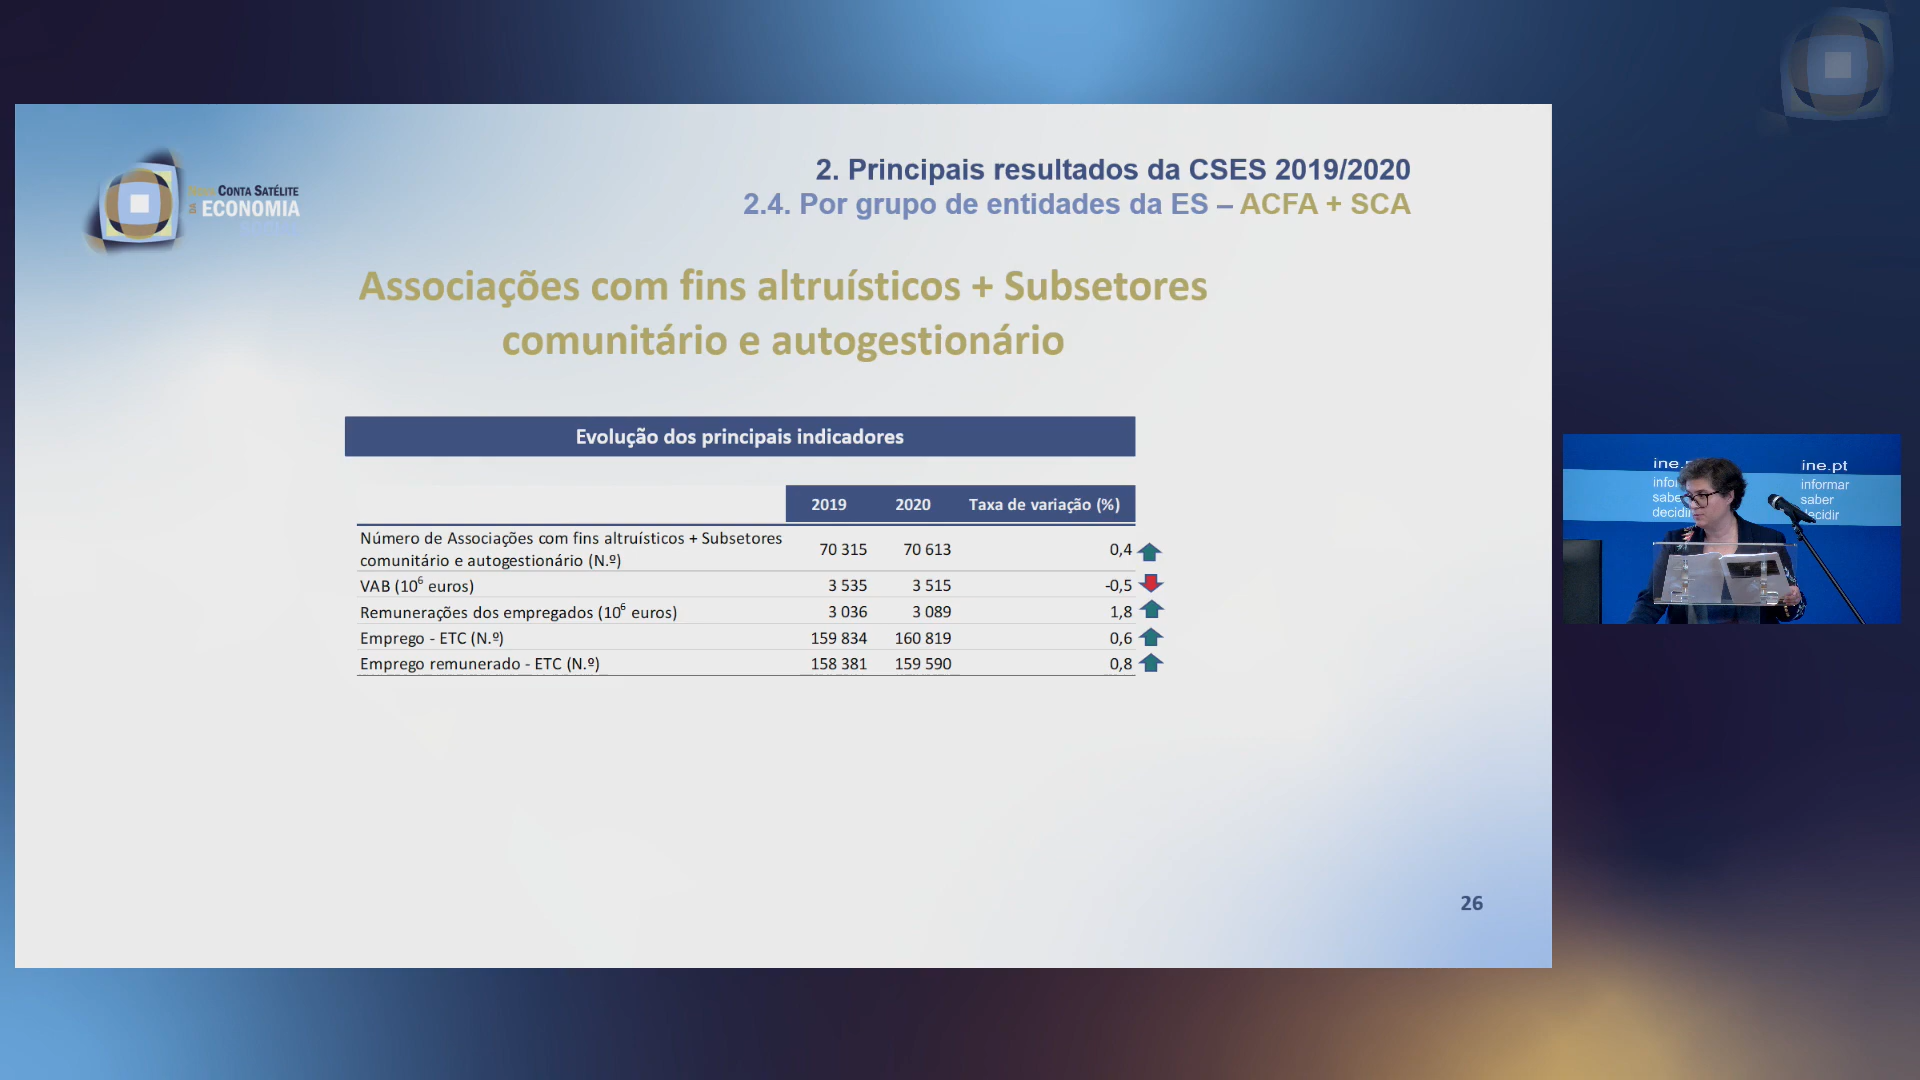 2. Principais resultados da CSES 2019/2020
2.4. Por grupo de entidades da ES – ACFA + SCA
CONTA SATÉLITE
DA ECONOMIA
Associações com fins altruísticos + Subsetores
comunitário e autogestionário
Evolução dos principais indicadores
2019 2020 Taxa de variação (%)
Número de Associações com fins altruísticos + Subsetores
comunitário e autogestionário (N.º) 70 315 70 613 0,4
VAB (10⁶ euros) 3 535 3 515 -0,5
Remunerações dos empregados (10⁶ euros) 3 036 3 089 1,8
Emprego - ETC (N.º) 159 834 160 819 0,6
Emprego remunerado - ETC (N.º) 158 381 159 590 0,8
26
ine.pt
informar
saber
decidir